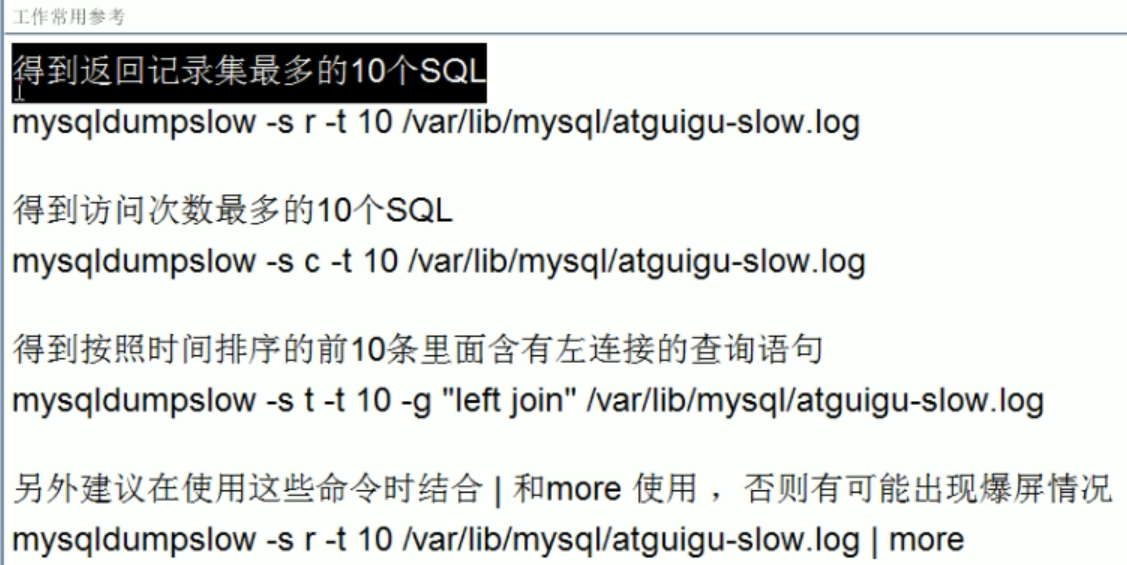 工作常用参考
得到返回记录集最多的10个SQL
mysqldumpslow -s r -t 10 /var/lib/mysql/atguigu-slow.log
得到访问次数最多的10个SQL
mysqldumpslow -s c -t 10 /var/lib/mysql/atguigu-slow.log
得到按照时间排序的前10条里面含有左连接的查询语句
mysqldumpslow -s t -t 10 -g "left join" /var/lib/mysql/atguigu-slow.log
另外建议在使用这些命令时结合 | 和more 使用 ，否则有可能出现爆屏情况
mysqldumpslow -s r -t 10 /var/lib/mysql/atguigu-slow.log | more